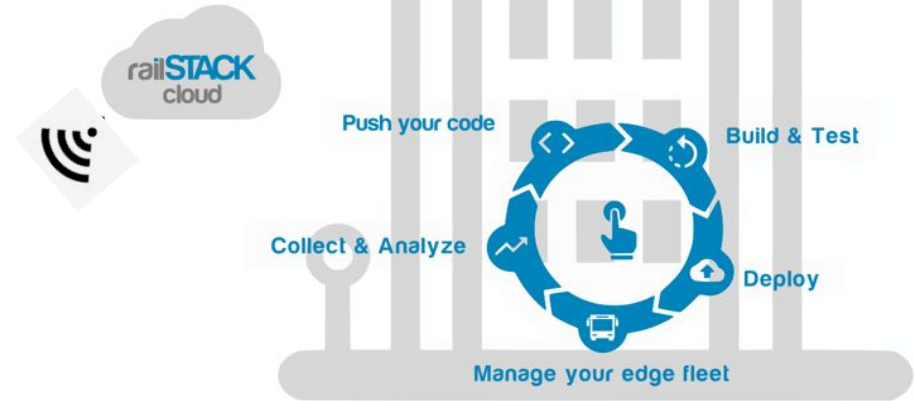 railSTACK
cloud
Push your code
Build & Test
Collect & Analyze
Deploy
Manage your edge fleet